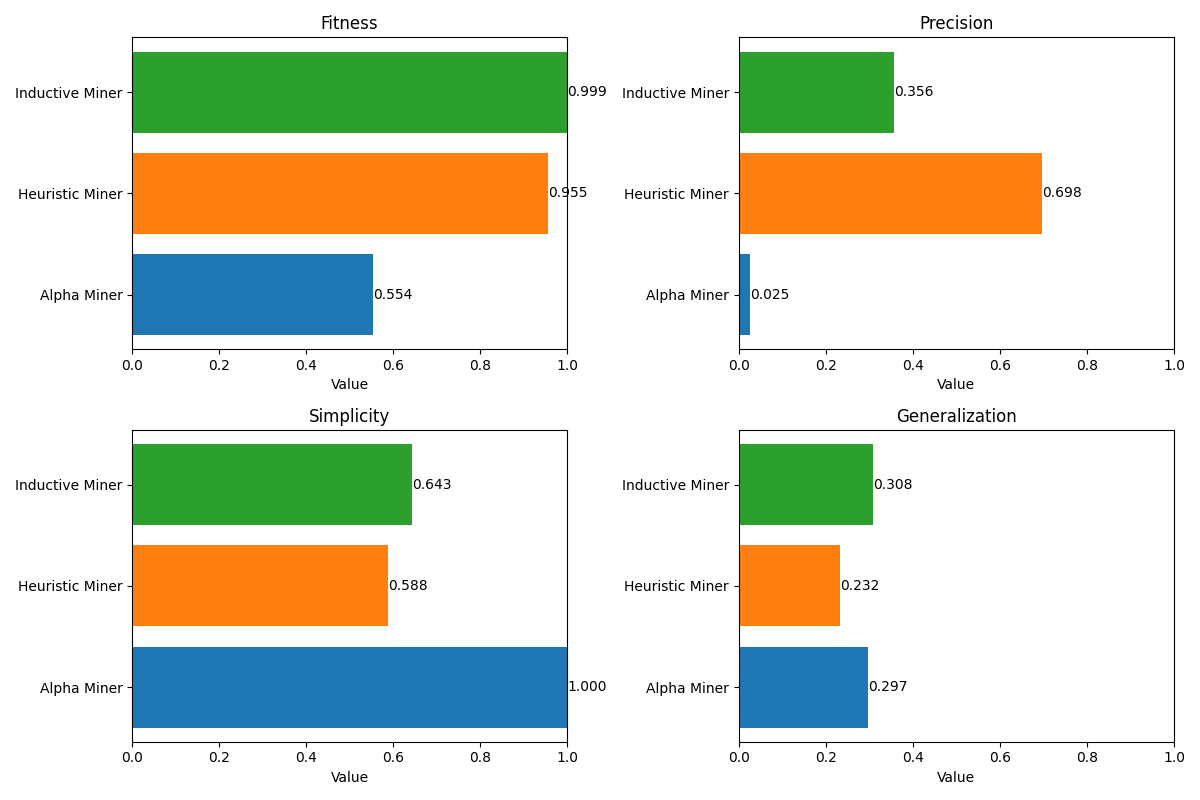 Fitness
Inductive Miner
0.999
Heuristic Miner
0.955
Alpha Miner
0.554
0.0 0.2 0.4 0.6 0.8 1.0
Value
Precision
Inductive Miner
0.356
Heuristic Miner
0.698
Alpha Miner
0.025
0.0 0.2 0.4 0.6 0.8 1.0
Value
Simplicity
Inductive Miner
0.643
Heuristic Miner
0.588
Alpha Miner
1.000
0.0 0.2 0.4 0.6 0.8 1.0
Value
Generalization
Inductive Miner
0.308
Heuristic Miner
0.232
Alpha Miner
0.297
0.0 0.2 0.4 0.6 0.8 1.0
Value